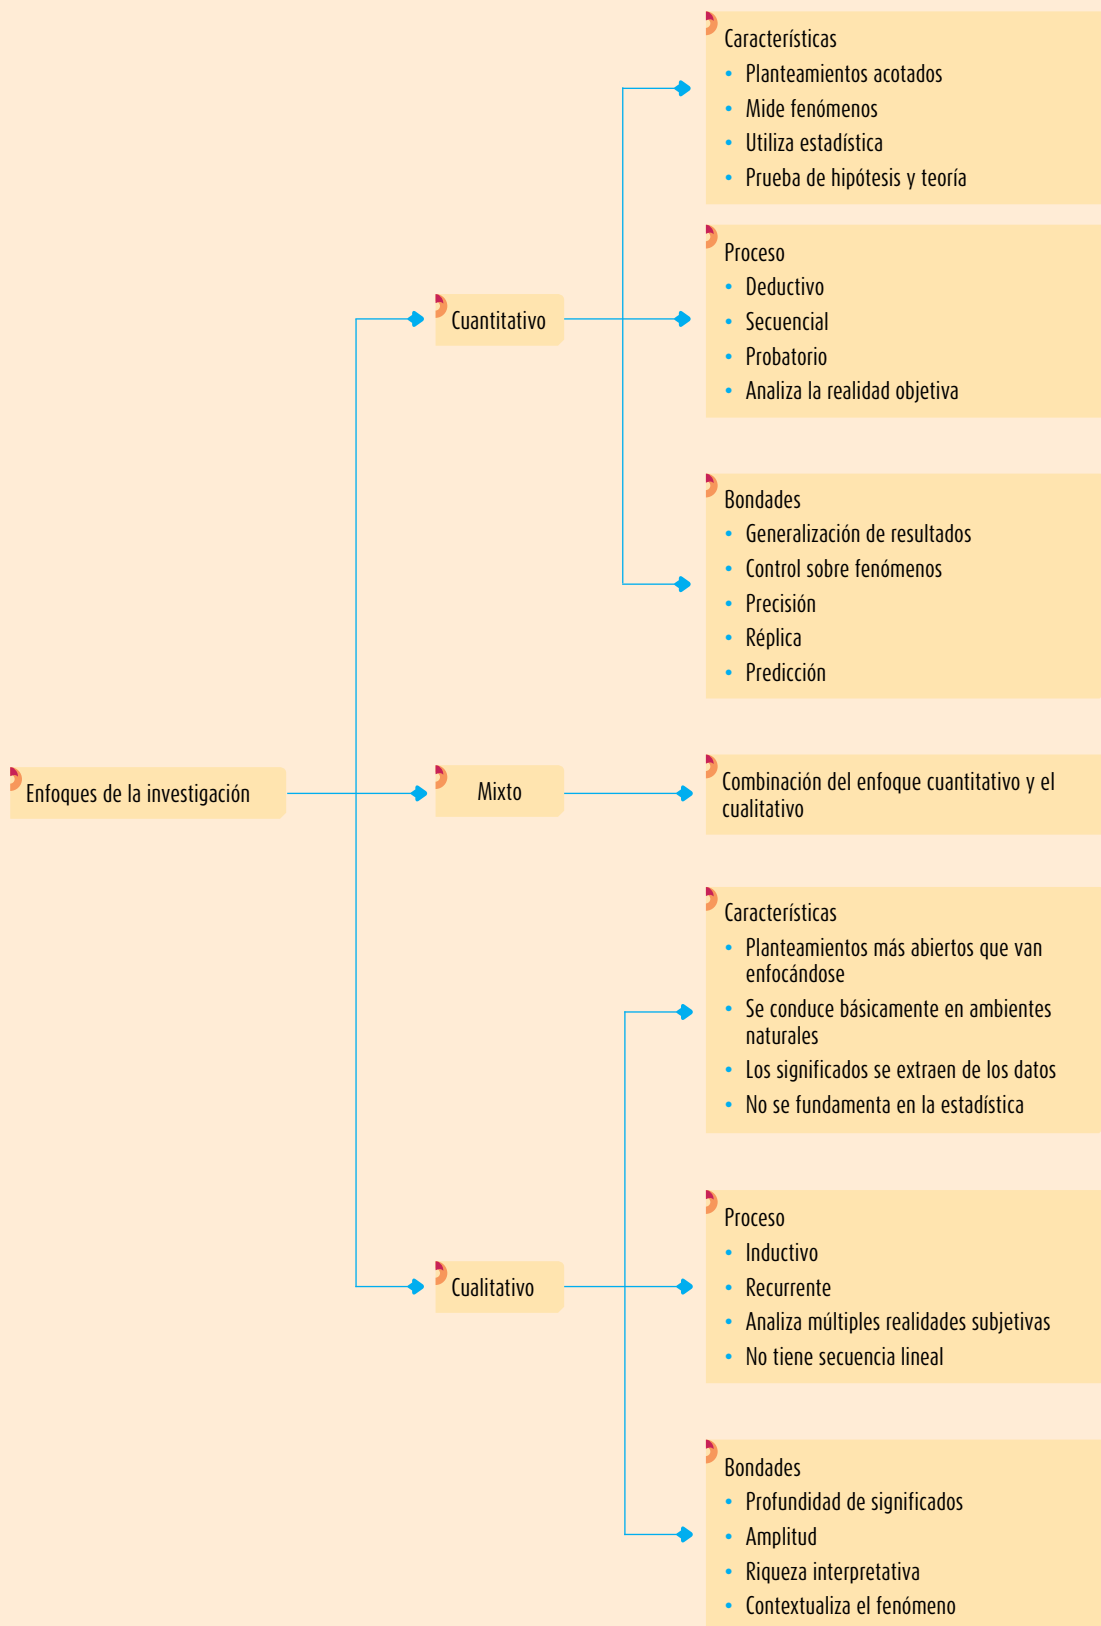 Características
• Planteamientos acotados
• Mide fenómenos
• Utiliza estadística
• Prueba de hipótesis y teoría
Proceso
• Deductivo
• Secuencial
• Probatorio
• Analiza la realidad objetiva
Cuantitativo
Bondades
• Generalización de resultados
• Control sobre fenómenos
• Precisión
• Réplica
• Predicción
Enfoques de la investigación
Mixto
Combinación del enfoque cuantitativo y el
cualitativo
Características
• Planteamientos más abiertos que van
enfocándose
• Se conduce básicamente en ambientes
naturales
• Los significados se extraen de los datos
• No se fundamenta en la estadística
Cualitativo
Proceso
• Inductivo
• Recurrente
• Analiza múltiples realidades subjetivas
• No tiene secuencia lineal
Bondades
• Profundidad de significados
• Amplitud
• Riqueza interpretativa
• Contextualiza el fenómeno